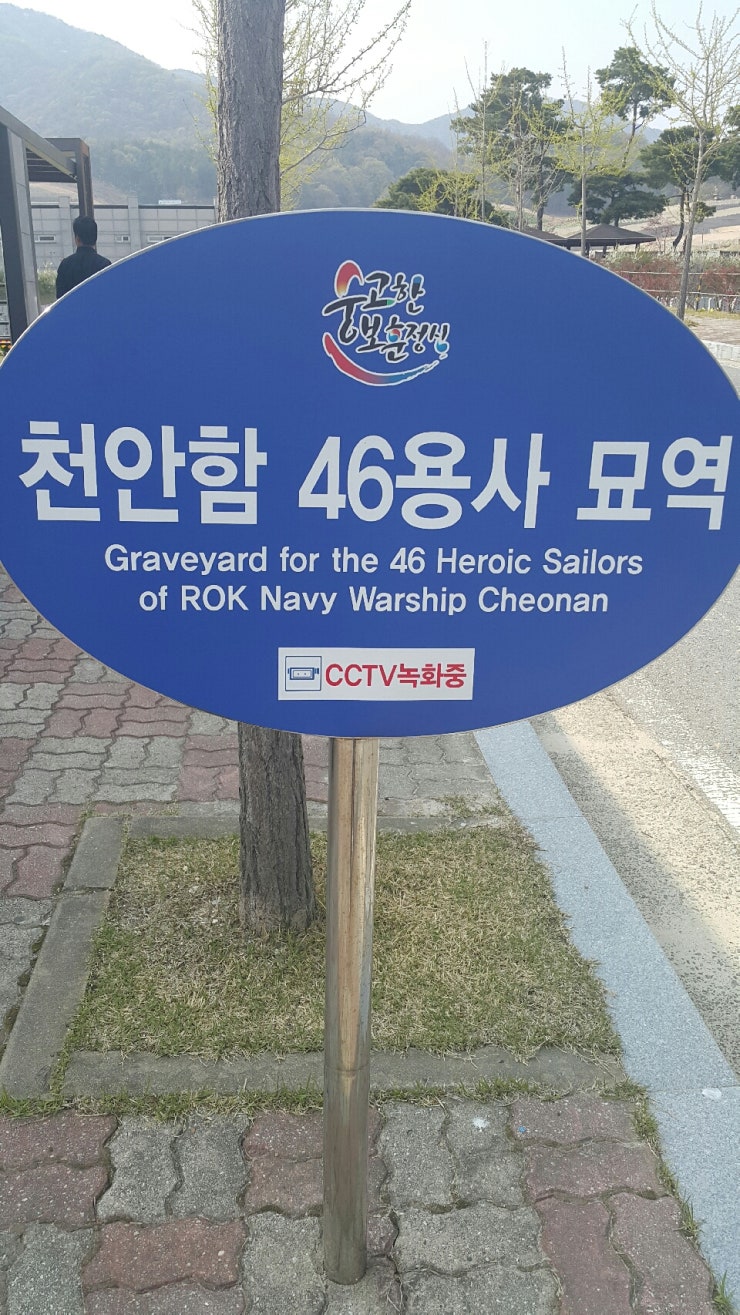 숭고한
보훈정신
천안함 46용사 묘역
Graveyard for the 46 Heroic Sailors
of ROK Navy Warship Cheonan
CCTV녹화중